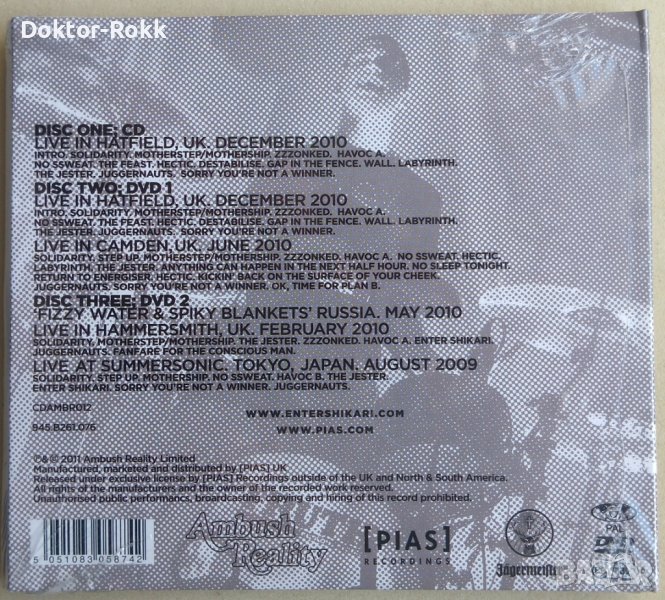 Doktor-Rokk
DISC ONE; CD
LIVE IN HATFIELD, UK. DECEMBER 2010
INTRO. SOLIDARITY. MOTHERSTEP/MOTHERSHIP. ZZZONKED. HAVOC A.
NO SSWEAT. THE FEAST. HECTIC. DESTABILISE. GAP IN THE FENCE. WALL. LABYRINTH.
THE JESTER. JUGGERNAUTS. SORRY YOU'RE NOT A WINNER.
DISC TWO; DVD 1
LIVE IN HATFIELD, UK. DECEMBER 2010
INTRO. SOLIDARITY. MOTHERSTEP/MOTHERSHIP. ZZZONKED. HAVOC A.
NO SSWEAT. THE FEAST. HECTIC. DESTABILISE. GAP IN THE FENCE. WALL. LABYRINTH.
THE JESTER. JUGGERNAUTS. SORRY YOU'RE NOT A WINNER.
LIVE IN CAMDEN, UK. JUNE 2010
SOLIDARITY. STEP UP. MOTHERSTEP/MOTHERSHIP. ZZZONKED. HAVOC A. NO SSWEAT. HECTIC.
LABYRINTH. THE JESTER. ANYTHING CAN HAPPEN IN THE NEXT HALF HOUR. NO SLEEP TONIGHT.
RETURN TO ENERGISER. HECTIC. KICKIN' BACK ON THE SURFACE OF YOUR CHEEK.
JUGGERNAUTS. SORRY YOU'RE NOT A WINNER. OK, TIME FOR PLAN B.
DISC THREE; DVD 2
'FIZZY WATER & SPIKY BLANKETS' RUSSIA. MAY 2010
LIVE IN HAMMERSMITH, UK. FEBRUARY 2010
SOLIDARITY. MOTHERSTEP/MOTHERSHIP. THE JESTER. ZZZONKED. HAVOC A. ENTER SHIKARI.
JUGGERNAUTS. FANFARE FOR THE CONSCIOUS MAN.
LIVE AT SUMMERSONIC. TOKYO, JAPAN. AUGUST 2009
SOLIDARITY. STEP UP. MOTHERSHIP. NO SSWEAT. HAVOC B. THE JESTER.
ENTER SHIKARI. SORRY YOU'RE NOT A WINNER. JUGGERNAUTS.
CDAMBR012
WWW.ENTERSHIKARI.COM
945.B261.076
WWW.PIAS.COM
℗& © 2011 Ambush Reality Limited
Manufactured, marketed and distributed by [PIAS] UK
Released under exclusive license by [PIAS] Recordings outside of the UK and North & South America.
All rights of the manufacturers and the owner of the recorded work reserved.
Unauthorised public performance, broadcasting, copying and hiring of this record prohibited.
5 051083 058742
Ambush
Reality
[PIAS]
RECORDINGS
Jägermeister
PAL
DVD